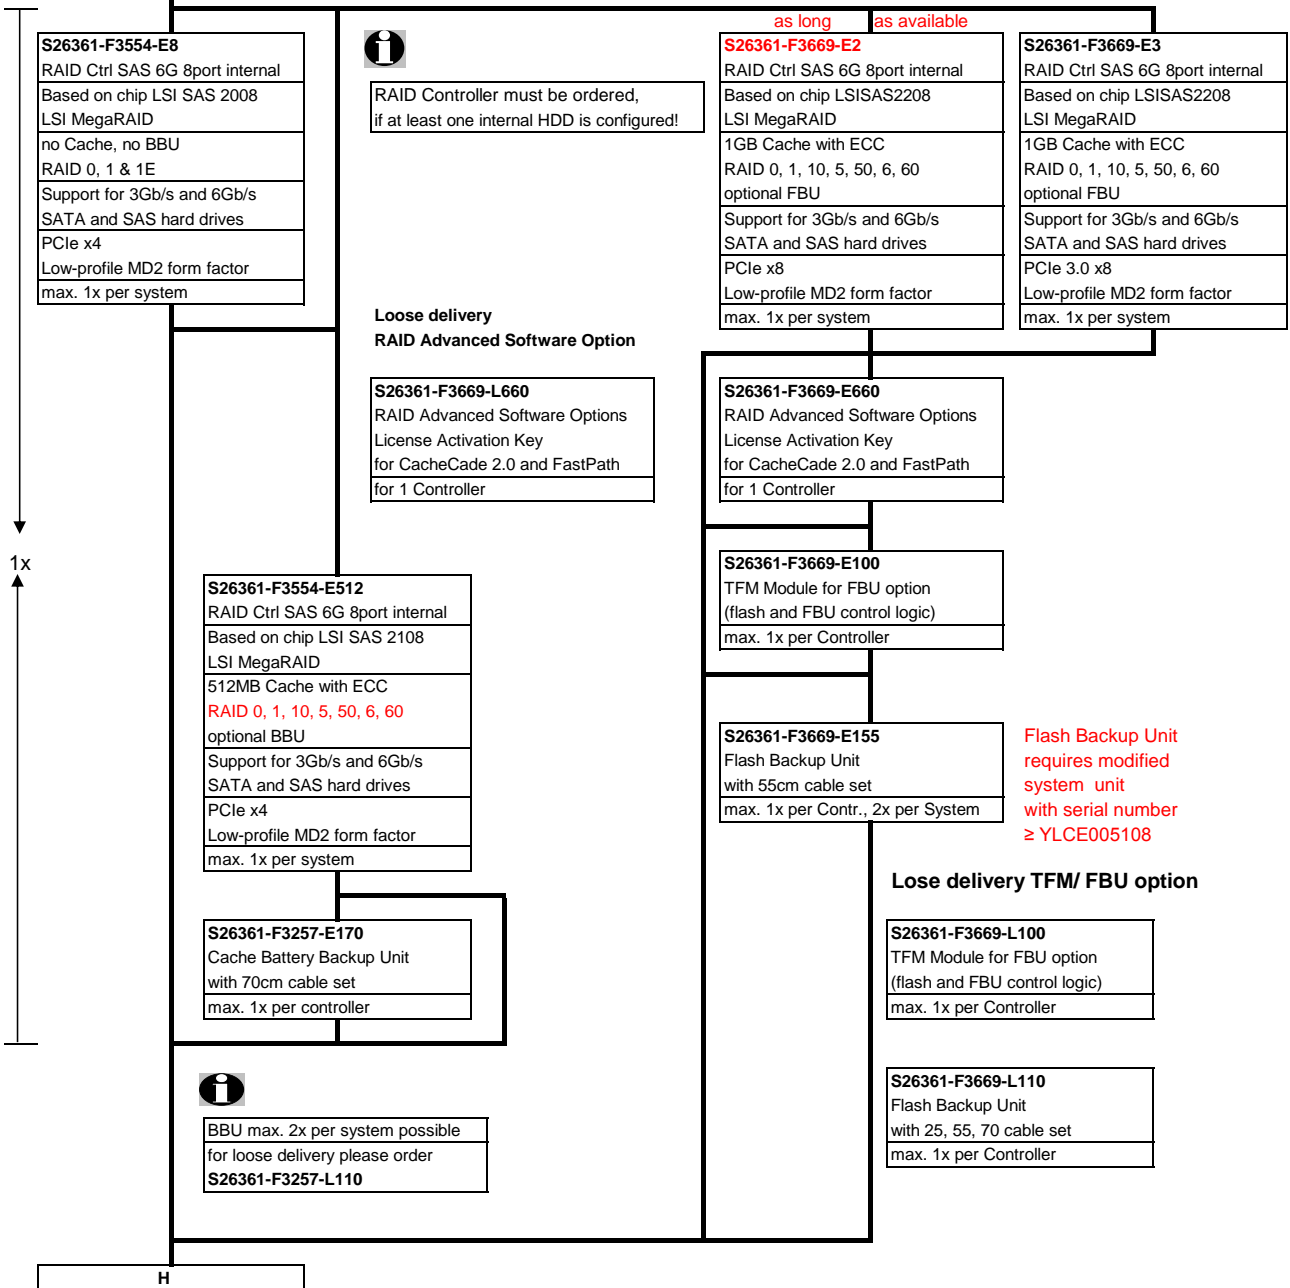 as long as available
S26361-F3554-E8
RAID Ctrl SAS 6G 8port internal
Based on chip LSI SAS 2008
LSI MegaRAID
no Cache, no BBU
RAID 0, 1 & 1E
Support for 3Gb/s and 6Gb/s
SATA and SAS hard drives
PCIe x4
Low-profile MD2 form factor
max. 1x per system
RAID Controller must be ordered,
if at least one internal HDD is configured!
S26361-F3669-E2
RAID Ctrl SAS 6G 8port internal
Based on chip LSISAS2208
LSI MegaRAID
1GB Cache with ECC
RAID 0, 1, 10, 5, 50, 6, 60
optional FBU
Support for 3Gb/s and 6Gb/s
SATA and SAS hard drives
PCIe x8
Low-profile MD2 form factor
max. 1x per system
S26361-F3669-E3
RAID Ctrl SAS 6G 8port internal
Based on chip LSISAS2208
LSI MegaRAID
1GB Cache with ECC
RAID 0, 1, 10, 5, 50, 6, 60
optional FBU
Support for 3Gb/s and 6Gb/s
SATA and SAS hard drives
PCIe 3.0 x8
Low-profile MD2 form factor
max. 1x per system
Loose delivery
RAID Advanced Software Option
S26361-F3669-L660
RAID Advanced Software Options
License Activation Key
for CacheCade 2.0 and FastPath
for 1 Controller
S26361-F3669-E660
RAID Advanced Software Options
License Activation Key
for CacheCade 2.0 and FastPath
for 1 Controller
1x
S26361-F3669-E100
TFM Module for FBU option
(flash and FBU control logic)
max. 1x per Controller
S26361-F3554-E512
RAID Ctrl SAS 6G 8port internal
Based on chip LSI SAS 2108
LSI MegaRAID
512MB Cache with ECC
RAID 0, 1, 10, 5, 50, 6, 60
optional BBU
Support for 3Gb/s and 6Gb/s
SATA and SAS hard drives
PCIe x4
Low-profile MD2 form factor
max. 1x per system
S26361-F3669-E155
Flash Backup Unit
with 55cm cable set
max. 1x per Contr., 2x per System
Flash Backup Unit
requires modified
system unit
with serial number
≥ YLCE005108
Lose delivery TFM/ FBU option
S26361-F3257-E170
Cache Battery Backup Unit
with 70cm cable set
max. 1x per controller
S26361-F3669-L100
TFM Module for FBU option
(flash and FBU control logic)
max. 1x per Controller
S26361-F3669-L110
Flash Backup Unit
with 25, 55, 70 cable set
max. 1x per Controller
BBU max. 2x per system possible
for loose delivery please order
S26361-F3257-L110
H